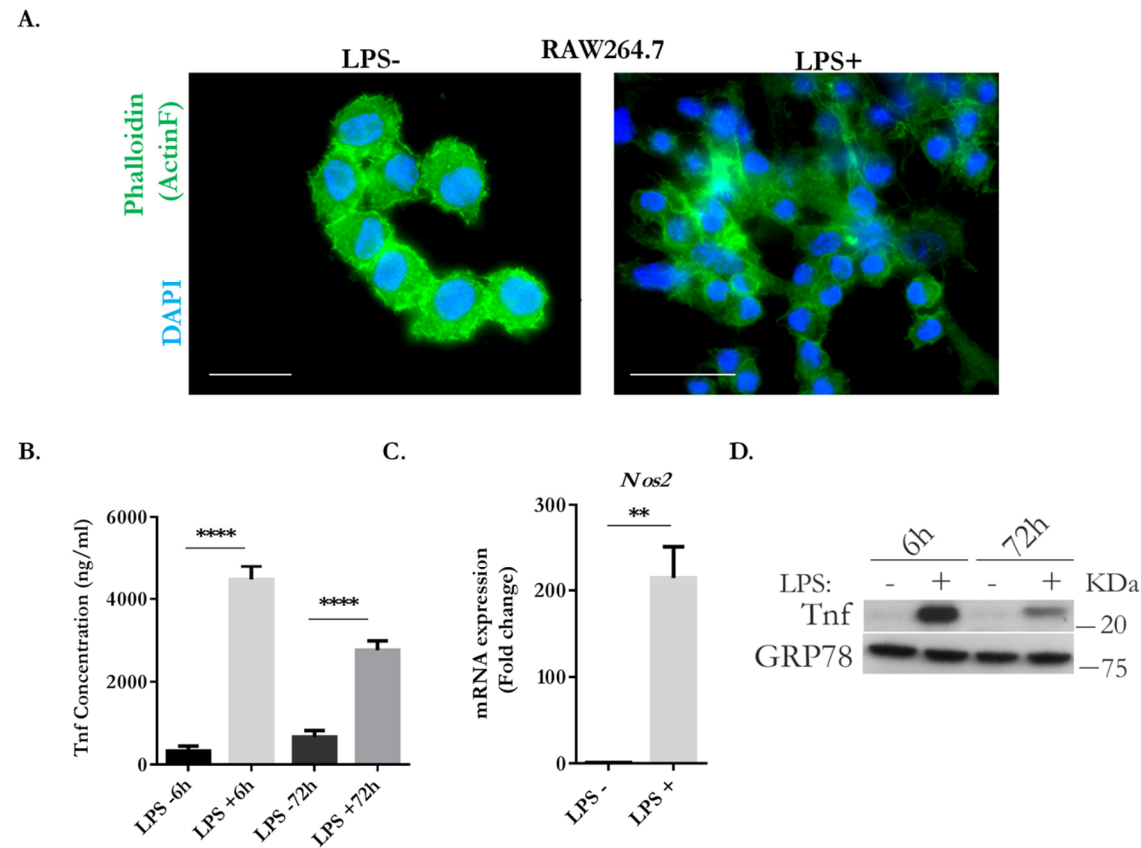 A.
RAW264.7
LPS-
LPS+
Phalloidin
(ActinF)
DAPI
B.
Tnf Concentration (ng/ml)
6000
4000
2000
0
****
****
LPS -6h
LPS +6h
LPS -72h
LPS +72h
C.
Nos2
mRNA expression
(Fold change)
300
200
100
0
**
LPS -
LPS +
D.
6h
72h
LPS: - + - + KDa
Tnf
20
GRP78
75